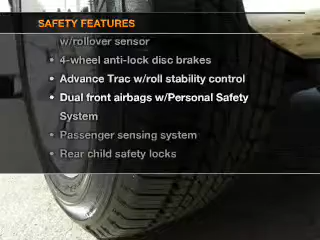 SAFETY FEATURES
w/rollover sensor
• 4-wheel anti-lock disc brakes
• Advance Trac w/roll stability control
• Dual front airbags w/Personal Safety
System
• Passenger sensing system
• Rear child safety locks